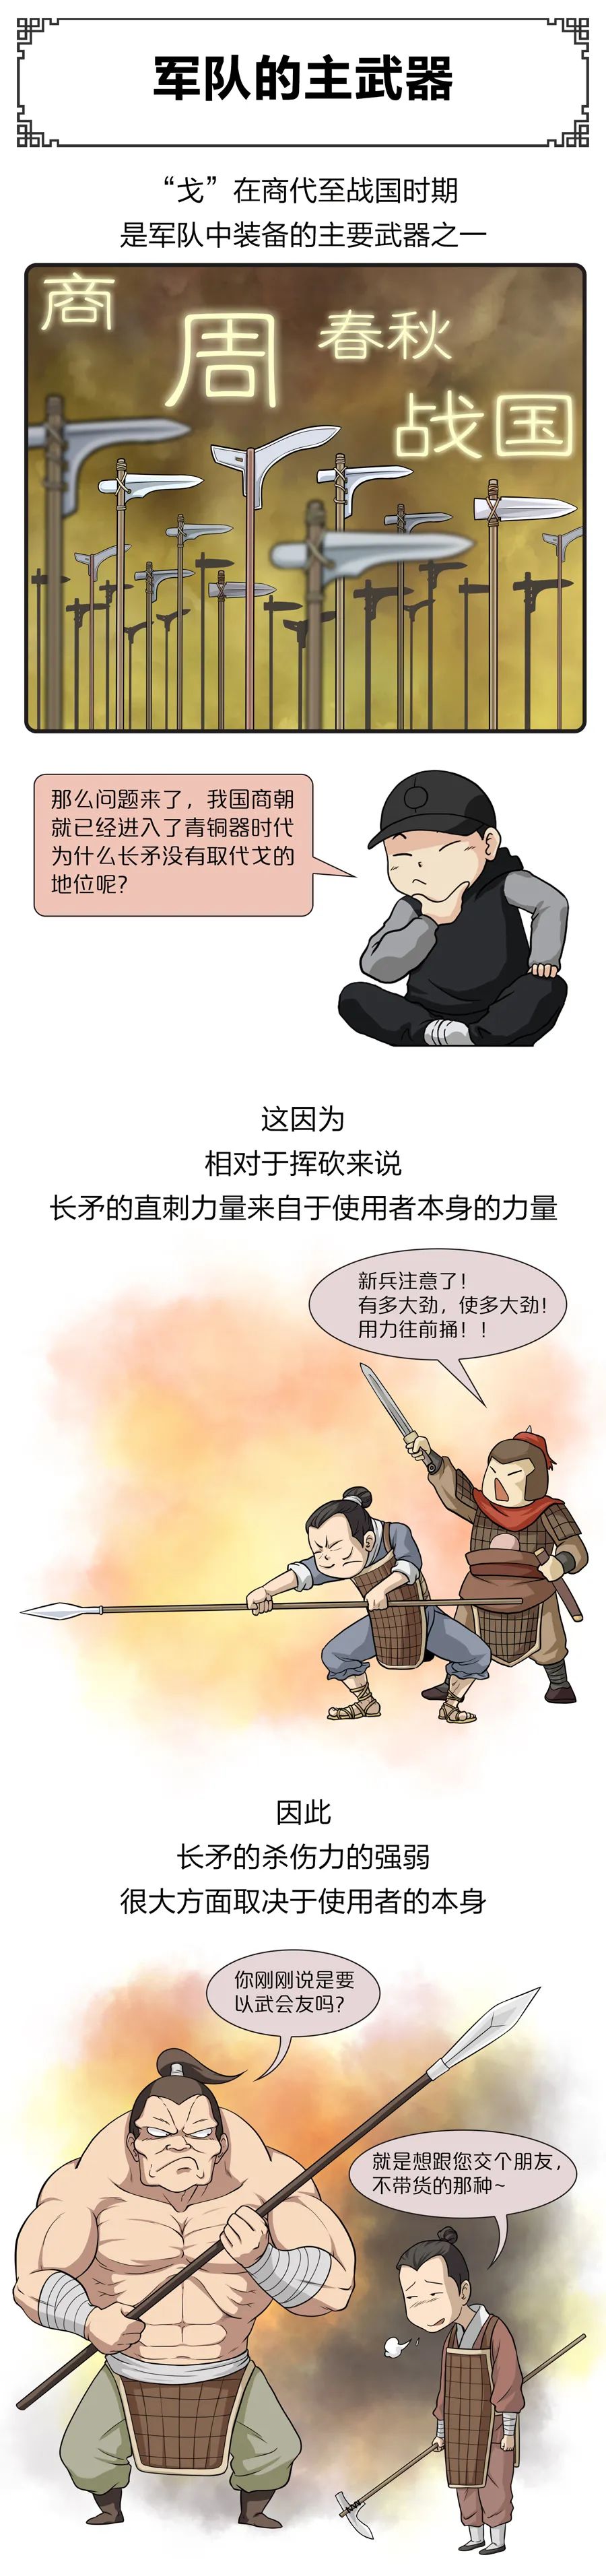 军队的主武器
“戈”在商代至战国时期
是军队中装备的主要武器之一
商
周
春秋
战国
那么问题来了，我国商朝
就已经进入了青铜器时代
为什么长矛没有取代戈的
地位呢？
这因为
相对于挥砍来说
长矛的直刺力量来自于使用者本身的力量
新兵注意了！
有多大劲，使多大劲！
用力往前捅！！
因此
长矛的杀伤力的强弱
很大方面取决于使用者的本身
你刚刚说是要
以武会友吗？
就是想跟您交个朋友，
不带货的那种~